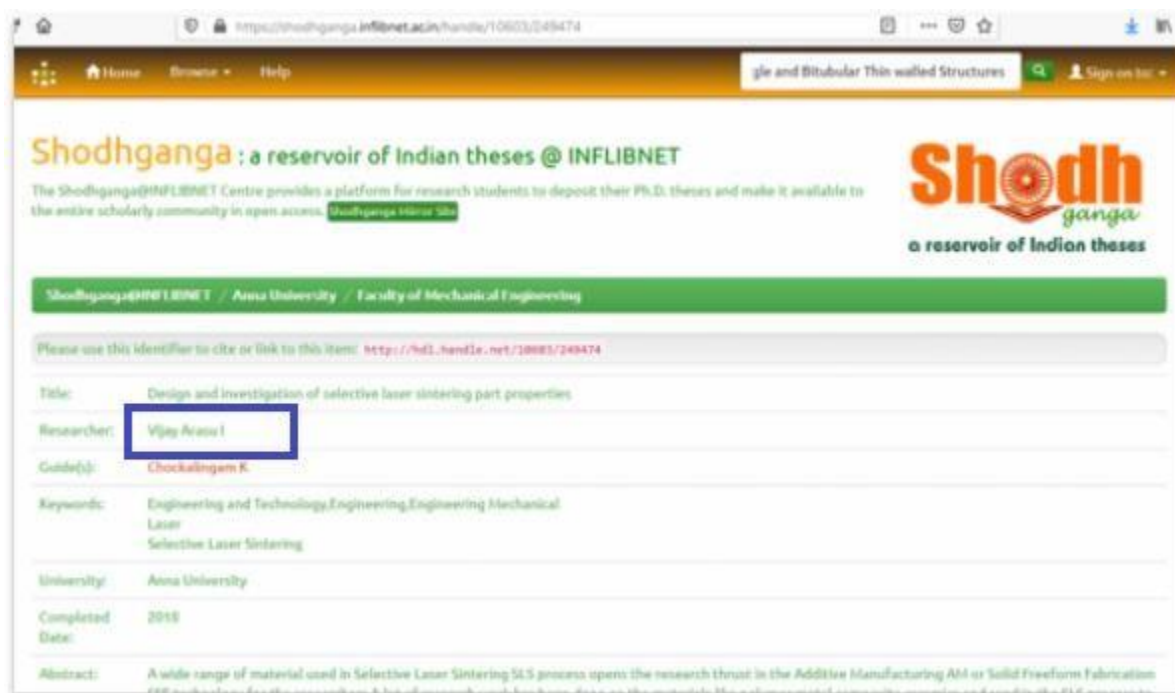 https://shodhganga.inflibnet.ac.in/handle/10603/249474
Home Browse Help
gle and Bitubular Thin walled Structures
Sign on to:
Shodhganga : a reservoir of Indian theses @ INFLIBNET
The Shodhganga@INFLIBNET Centre provides a platform for research students to deposit their Ph.D. theses and make it available to
the entire scholarly community in open access. Shodhganga Mirror Site
Shodh
ganga
a reservoir of Indian theses
Shodhganga@INFLIBNET / Anna University / Faculty of Mechanical Engineering
Please use this identifier to cite or link to this item: http://hdl.handle.net/10603/249474
Title: Design and investigation of selective laser sintering part properties
Researcher: Vijay Arasu I
Guide(s): Chockalingam K
Keywords: Engineering and Technology,Engineering,Engineering Mechanical
Laser
Selective Laser Sintering
University: Anna University
Completed 2018
Date:
Abstract: A wide range of material used in Selective Laser Sintering SLS process opens the research thrust in the Additive Manufacturing AM or Solid Freeform Fabrication